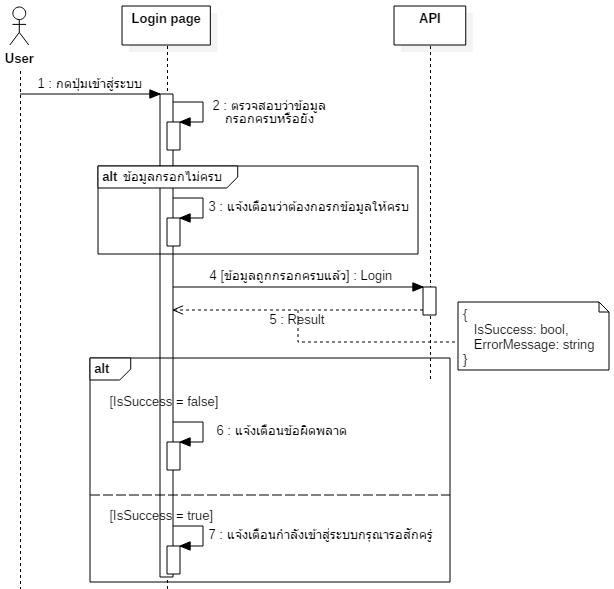 Login page
API
User
1 : กดปุ่มเข้าสู่ระบบ
2 : ตรวจสอบว่าข้อมูล
กรอกครบหรือยัง
alt ข้อมูลกรอกไม่ครบ
3 : แจ้งเตือนว่าต้องกอรกข้อมูลให้ครบ
4 [ข้อมูลถูกกรอกครบแล้ว] : Login
5 : Result
{
IsSuccess: bool,
ErrorMessage: string
}
alt
[IsSuccess = false]
6 : แจ้งเตือนข้อผิดพลาด
[IsSuccess = true]
7 : แจ้งเตือนกำลังเข้าสู่ระบบกรุณารอสักครู่